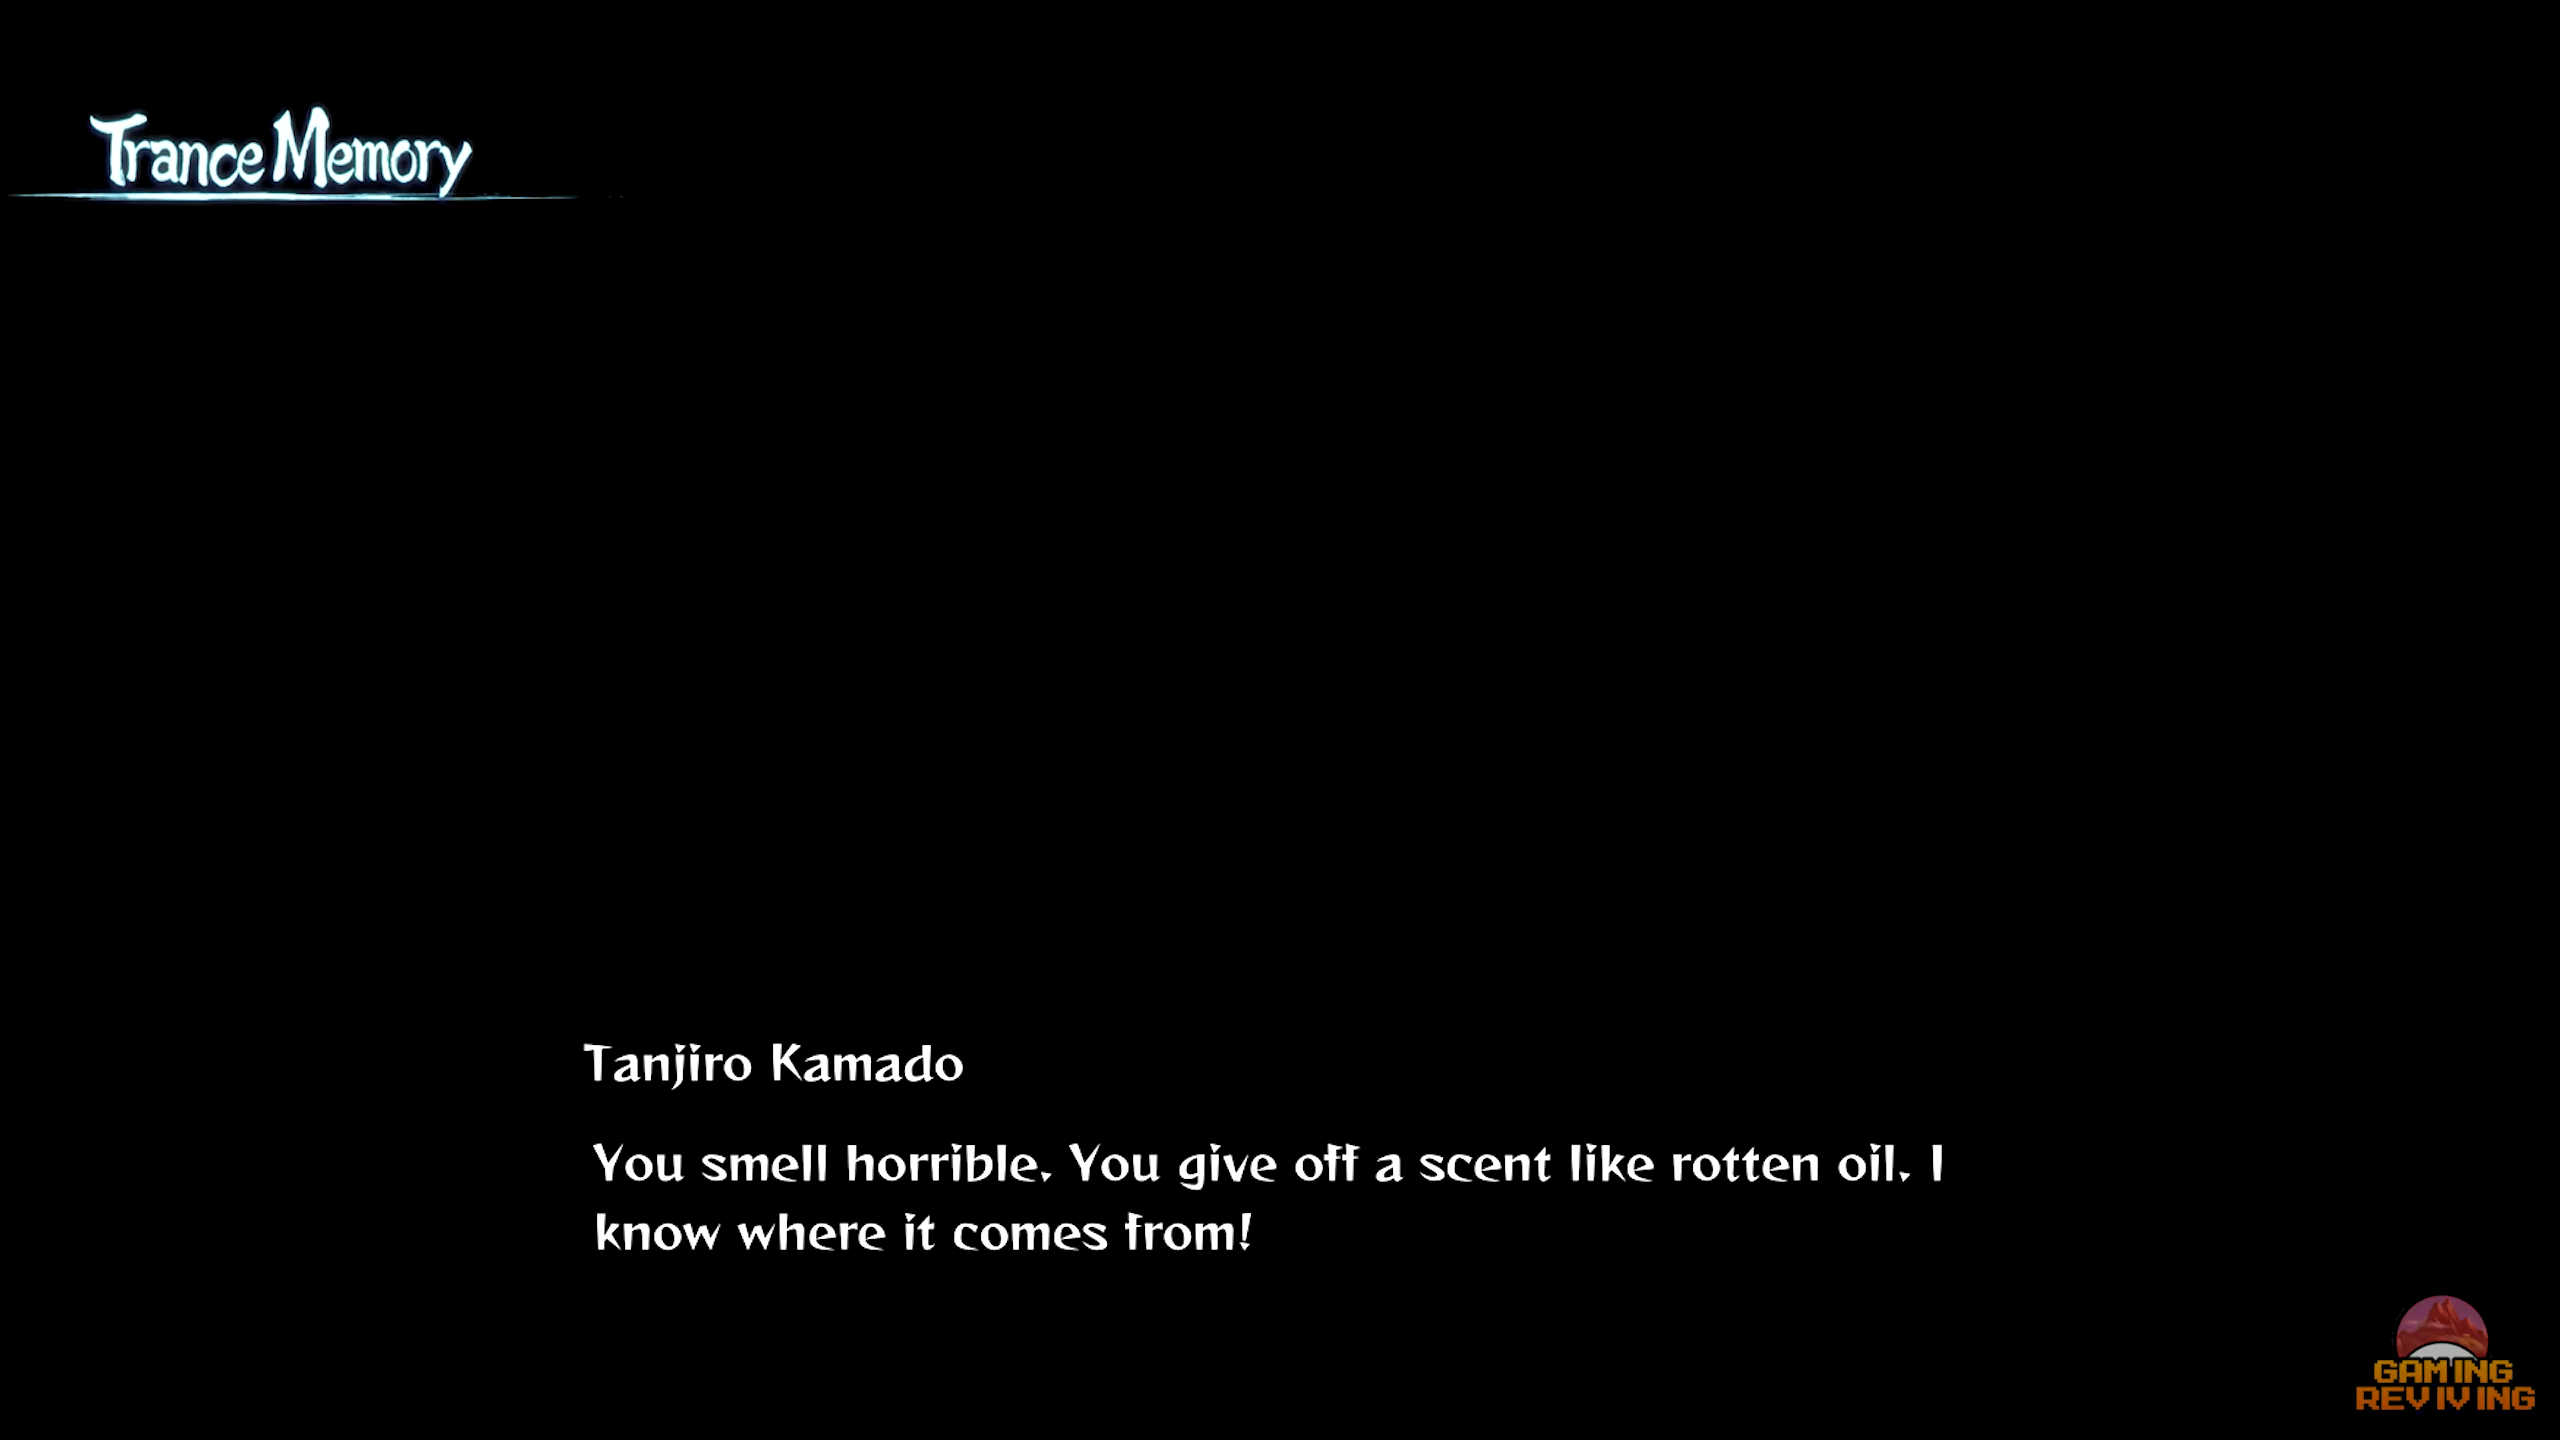 Trance Memory
Tanjiro Kamado
You smell horrible. You give off a scent like rotten oil. I
know where it comes from!
GAMING
REVIVING